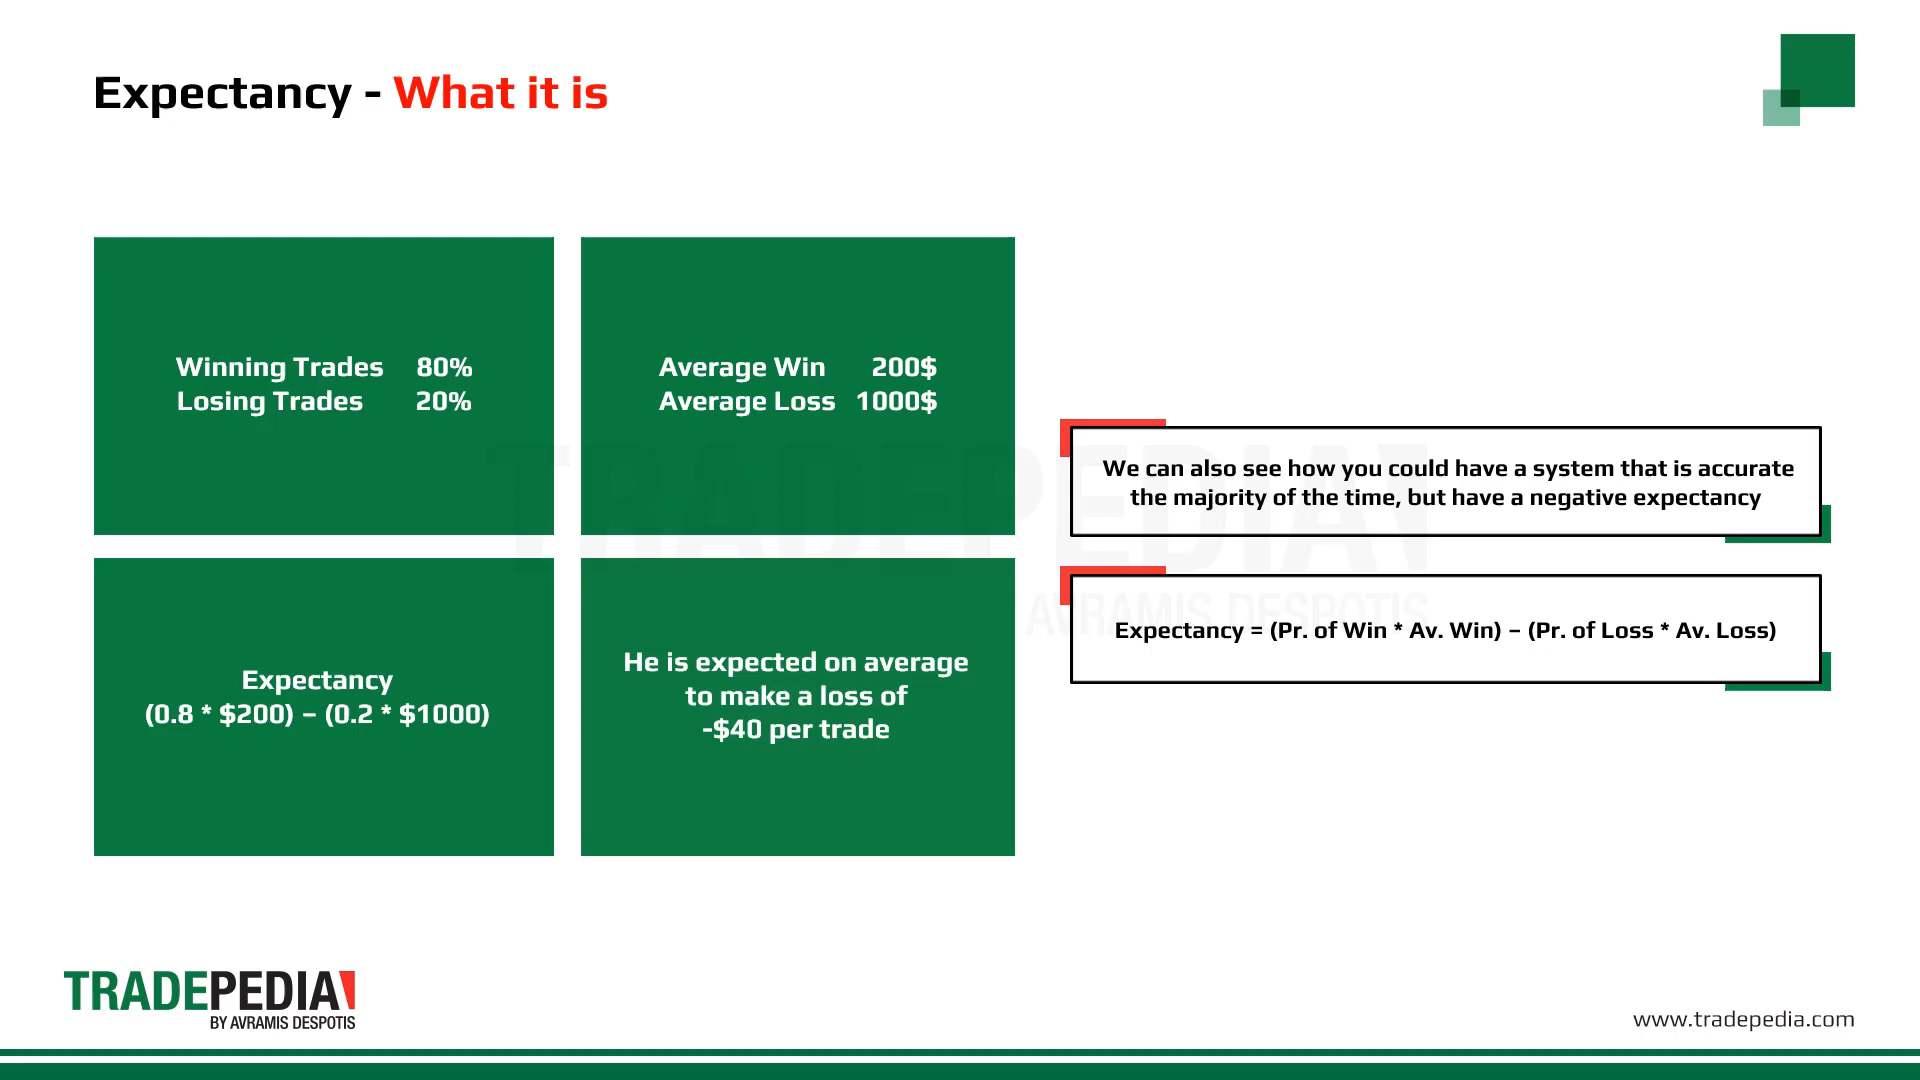 Expectancy - What it is
Winning Trades 80%
Losing Trades 20%
Average Win 200$
Average Loss 1000$
Expectancy
(0.8 * $200) – (0.2 * $1000)
He is expected on average
to make a loss of
-$40 per trade
We can also see how you could have a system that is accurate
the majority of the time, but have a negative expectancy
Expectancy = (Pr. of Win * Av. Win) – (Pr. of Loss * Av. Loss)
TRADEPEDIA
AVRAMIS DESPOTIS
TRADEPEDIA
BY AVRAMIS DESPOTIS
www.tradepedia.com